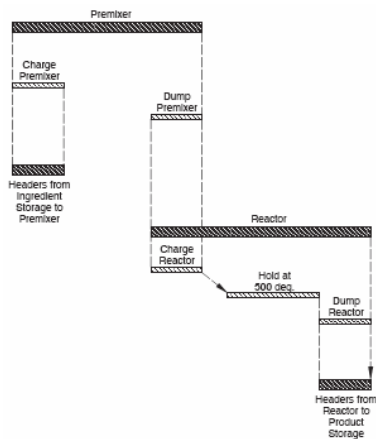 Premixer
Charge
Premixer
Dump
Premixer
Headers from
Ingredient
Storage to
Premixer
Reactor
Charge
Reactor
Hold at
500 deg.
Dump
Reactor
Headers from
Reactor to
Product
Storage